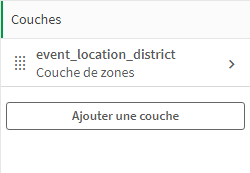 Couches
event_location_district
Couche de zones
Ajouter une couche